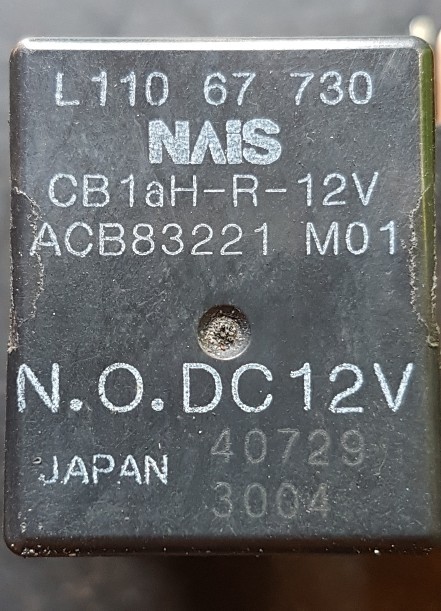 L110 67 730
NAiS
CB1aH-R-12V
ACB83221 M01
N.O.DC12V
JAPAN 40729
3004